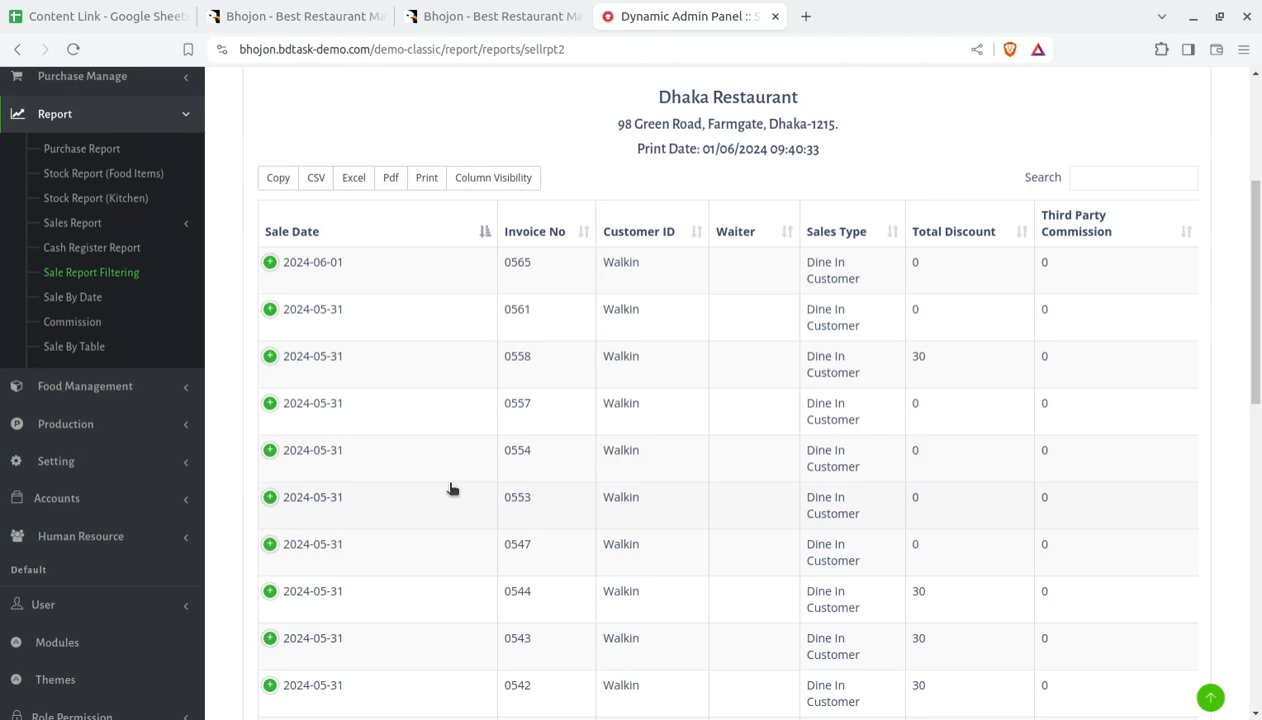 Content Link - Google Sheets
Bhojon - Best Restaurant Ma
Bhojon - Best Restaurant Ma
Dynamic Admin Panel :: S
bhojon.bdtask-demo.com/demo-classic/report/reports/sellrpt2
Purchase Manage
Report
Purchase Report
Stock Report (Food Items)
Stock Report (Kitchen)
Sales Report
Cash Register Report
Sale Report Filtering
Sale By Date
Commission
Sale By Table
Food Management
Production
Setting
Accounts
Human Resource
Default
User
Modules
Themes
Role Permission
Dhaka Restaurant
98 Green Road, Farmgate, Dhaka-1215.
Print Date: 01/06/2024 09:40:33
Copy CSV Excel Pdf Print Column Visibility
Search
Sale Date Invoice No Customer ID Waiter Sales Type Total Discount Third Party
Commission
2024-06-01 0565 Walkin Dine In 0 0
Customer
2024-05-31 0561 Walkin Dine In 0 0
Customer
2024-05-31 0558 Walkin Dine In 30 0
Customer
2024-05-31 0557 Walkin Dine In 0 0
Customer
2024-05-31 0554 Walkin Dine In 0 0
Customer
2024-05-31 0553 Walkin Dine In 0 0
Customer
2024-05-31 0547 Walkin Dine In 0 0
Customer
2024-05-31 0544 Walkin Dine In 30 0
Customer
2024-05-31 0543 Walkin Dine In 30 0
Customer
2024-05-31 0542 Walkin Dine In 30 0
Customer